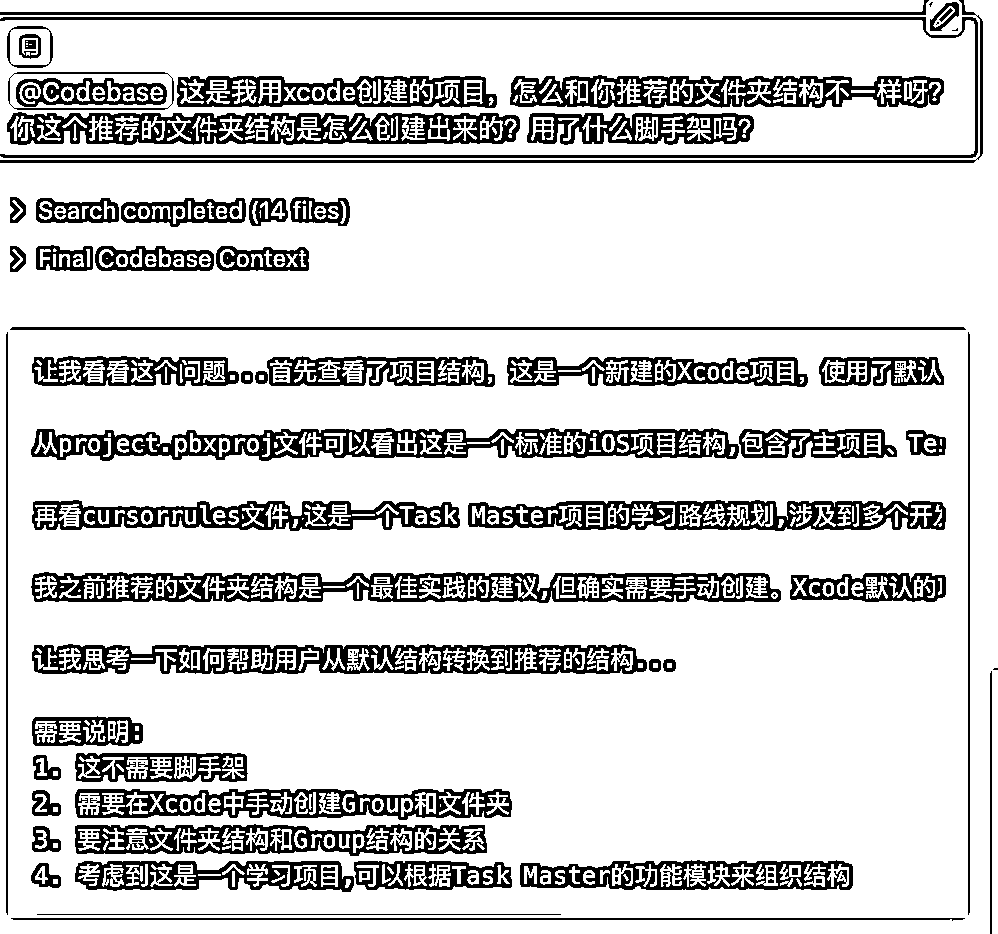 @Codebase 这是我用xcode创建的项目，怎么和你推荐的文件夹结构不一样呀?
你这个推荐的文件夹结构是怎么创建出来的? 用了什么脚手架吗?
Search completed (14 files)
Final Codebase Context
让我看看这个问题...首先查看了项目结构，这是一个新建的Xcode项目，使用了默认
从project.pbxproj文件可以看出这是一个标准的iOS项目结构,包含了主项目、Te
再看cursorrules文件,这是一个Task Master项目的学习路线规划,涉及到多个开
我之前推荐的文件夹结构是一个最佳实践的建议,但确实需要手动创建。Xcode默认的
让我思考一下如何帮助用户从默认结构转换到推荐的结构...
需要说明:
1. 这不需要脚手架
2. 需要在Xcode中手动创建Group和文件夹
3. 要注意文件夹结构和Group结构的关系
4. 考虑到这是一个学习项目,可以根据Task Master的功能模块来组织结构